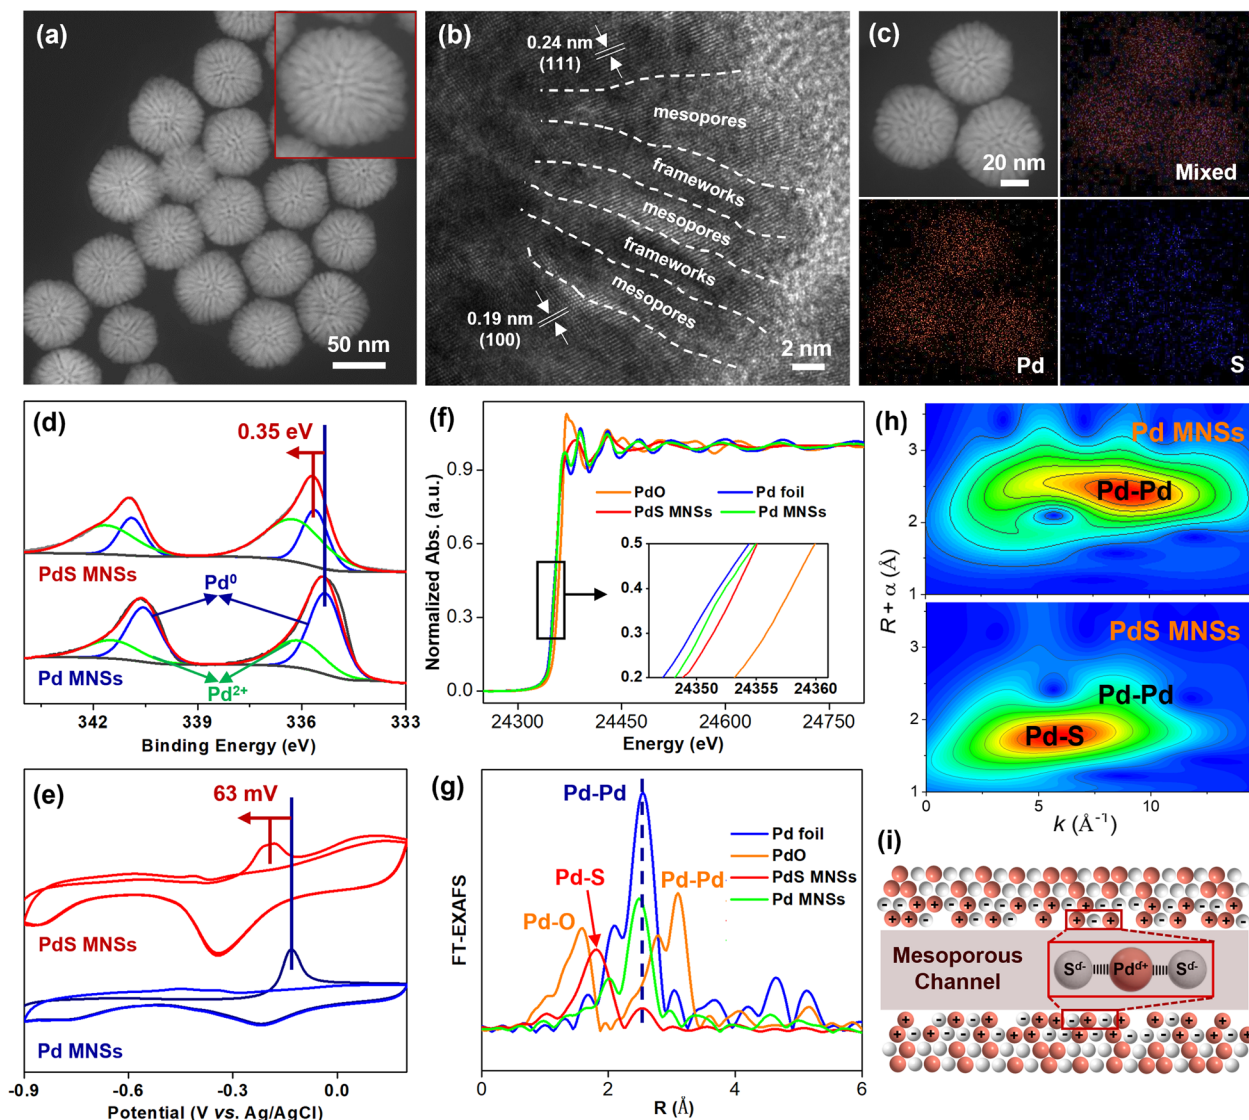 (a)
50 nm
(b)
0.24 nm
(111)
mesopores
frameworks
mesopores
frameworks
mesopores
0.19 nm
(100)
2 nm
(c)
20 nm
Mixed
Pd
S
(d)
0.35 eV
PdS MNSs
Pd⁰
Pd MNSs
Pd²⁺
342 339 336 333
Binding Energy (eV)
(e)
63 mV
PdS MNSs
Pd MNSs
-0.9 -0.6 -0.3 0.0
Potential (V vs. Ag/AgCl)
(f)
Normalized Abs. (a.u.)
0.9
0.6
0.3
0.0
PdO Pd foil
PdS MNSs Pd MNSs
0.5
0.4
0.3
0.2
24350 24355 24360
24300 24450 24600 24750
Energy (eV)
(g)
FT-EXAFS
Pd-Pd
Pd-S
Pd-O
Pd-Pd
Pd foil
PdO
PdS MNSs
Pd MNSs
0 2 4 6
R (Å)
(h)
R + α (Å)
3
2
1
Pd MNSs
Pd-Pd
3
2
1
PdS MNSs
Pd-Pd
Pd-S
0 5 10
k (Å⁻¹)
(i)
Mesoporous
Channel
S^d- Pd^d+ S^d-